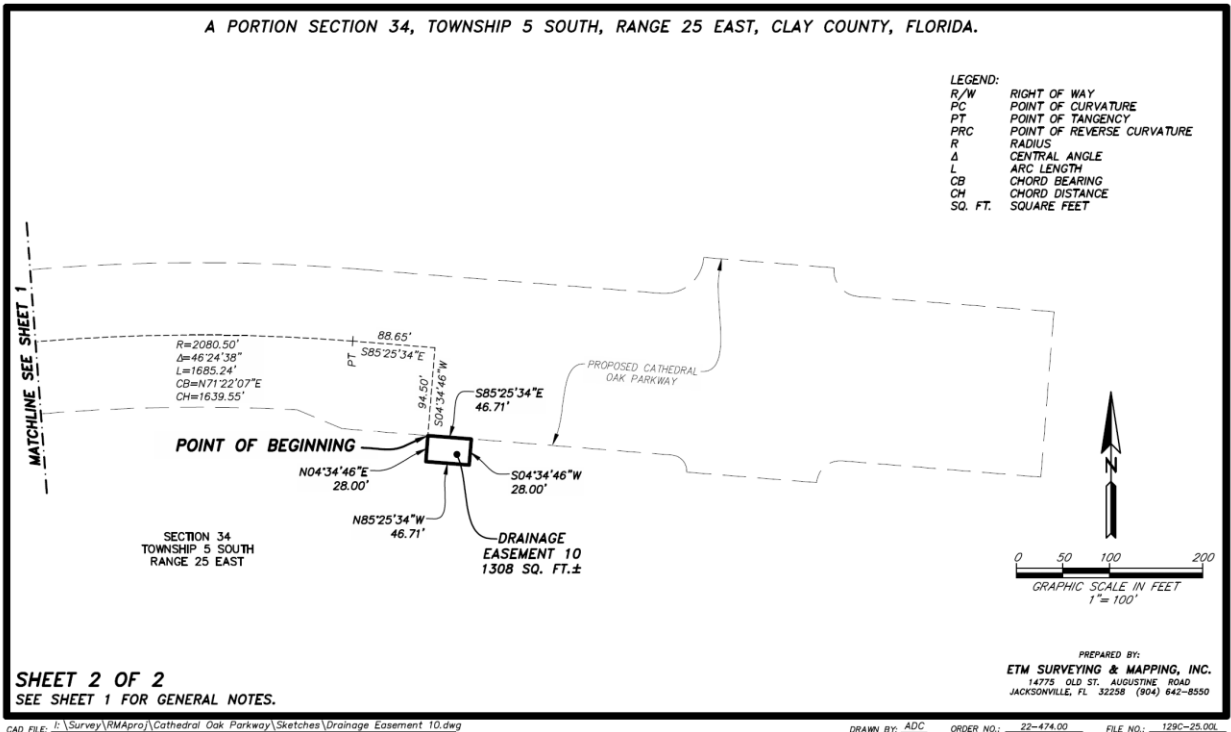 A PORTION SECTION 34, TOWNSHIP 5 SOUTH, RANGE 25 EAST, CLAY COUNTY, FLORIDA.
LEGEND:
R/W RIGHT OF WAY
PC POINT OF CURVATURE
PT POINT OF TANGENCY
PRC POINT OF REVERSE CURVATURE
R RADIUS
Δ CENTRAL ANGLE
L ARC LENGTH
CB CHORD BEARING
CH CHORD DISTANCE
SQ. FT. SQUARE FEET
MATCHLINE SEE SHEET 1
R=2080.50'
Δ=46°24'38"
L=1685.24'
CB=N71°22'07"E
CH=1639.55'
PT
88.65'
S85°25'34"E
94.50'
S04°34'46"W
S85°25'34"E
46.71'
PROPOSED CATHEDRAL
OAK PARKWAY
POINT OF BEGINNING
N04°34'46"E
28.00'
S04°34'46"W
28.00'
N85°25'34"W
46.71'
DRAINAGE
EASEMENT 10
1308 SQ. FT.±
SECTION 34
TOWNSHIP 5 SOUTH
RANGE 25 EAST
N
0 50 100 200
GRAPHIC SCALE IN FEET
1"= 100'
SHEET 2 OF 2
SEE SHEET 1 FOR GENERAL NOTES.
PREPARED BY:
ETM SURVEYING & MAPPING, INC.
14775 OLD ST. AUGUSTINE ROAD
JACKSONVILLE, FL 32258 (904) 642-8550
CAD FILE: I:\Survey\RMAproj\Cathedral Oak Parkway\Sketches\Drainage Easement 10.dwg
DRAWN BY: ADC ORDER NO.: 22-474.00 FILE NO.: 129C-25.00L